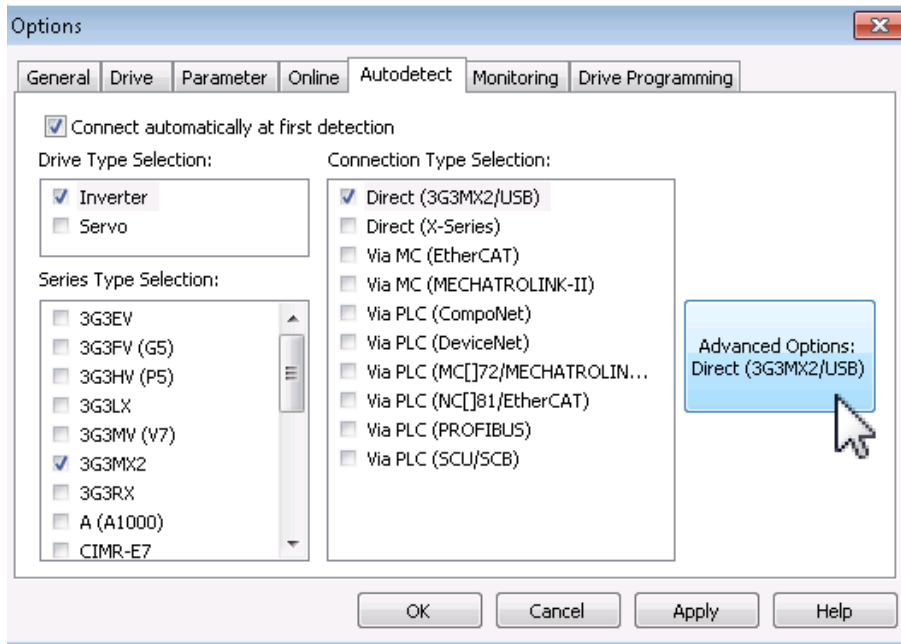 Options
General Drive Parameter Online Autodetect Monitoring Drive Programming
Connect automatically at first detection
Drive Type Selection:
Inverter
Servo
Series Type Selection:
3G3EV
3G3FV (G5)
3G3HV (P5)
3G3LX
3G3MV (V7)
3G3MX2
3G3RX
A (A1000)
CIMR-E7
Connection Type Selection:
Direct (3G3MX2/USB)
Direct (X-Series)
Via MC (EtherCAT)
Via MC (MECHATROLINK-II)
Via PLC (CompoNet)
Via PLC (DeviceNet)
Via PLC (MC[]72/MECHATROLIN...
Via PLC (NC[]81/EtherCAT)
Via PLC (PROFIBUS)
Via PLC (SCU/SCB)
Advanced Options:
Direct (3G3MX2/USB)
OK Cancel Apply Help